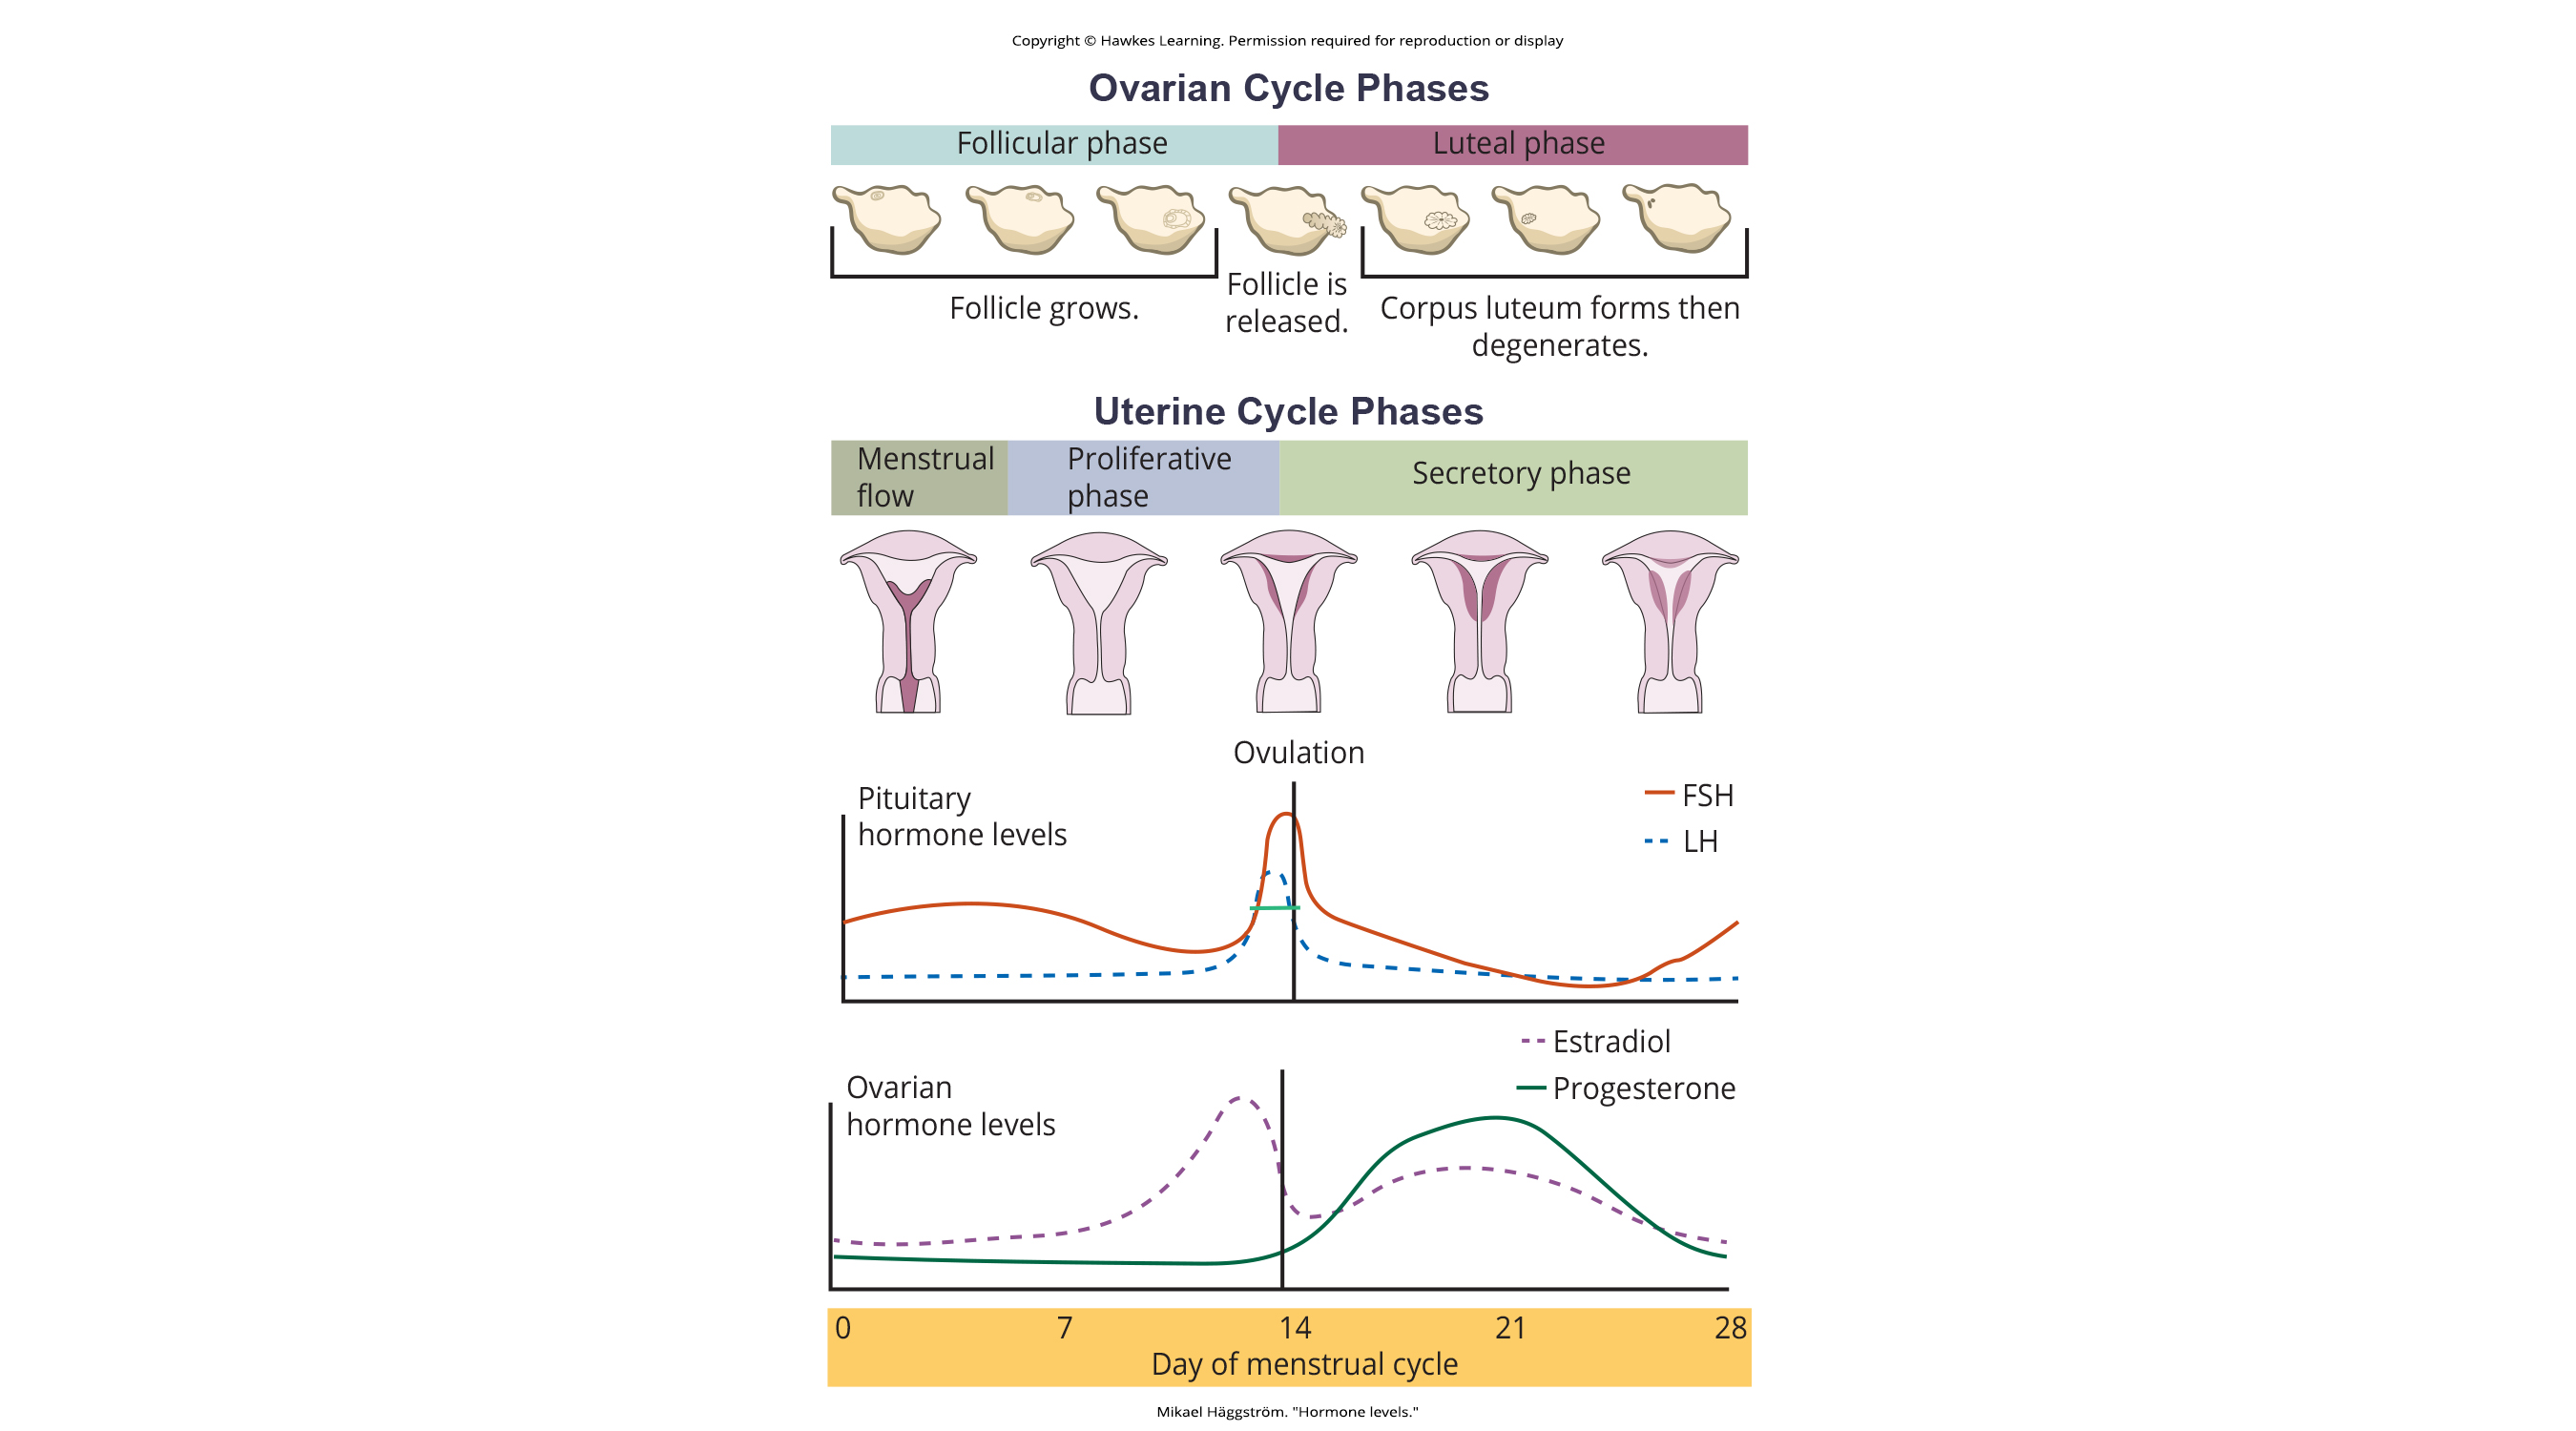 Copyright © Hawkes Learning. Permission required for reproduction or display
Ovarian Cycle Phases
Follicular phase
Luteal phase
Follicle grows.
Follicle is
released.
Corpus luteum forms then
degenerates.
Uterine Cycle Phases
Menstrual
flow
Proliferative
phase
Secretory phase
Ovulation
Pituitary
hormone levels
FSH
LH
Estradiol
Progesterone
Ovarian
hormone levels
0 7 14 21 28
Day of menstrual cycle
Mikael Häggström. "Hormone levels."